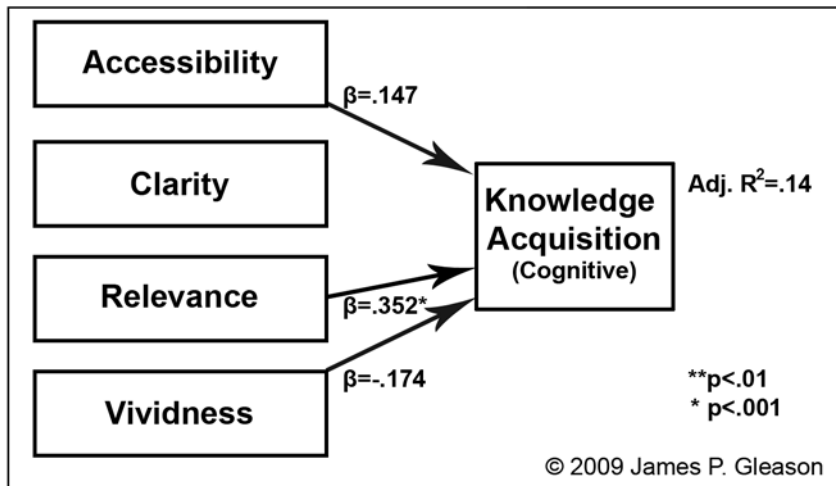 Accessibility
β=.147
Clarity
Knowledge
Acquisition
(Cognitive)
Adj. R²=.14
Relevance
β=.352*
Vividness
β=-.174
**p<.01
* p<.001
© 2009 James P. Gleason